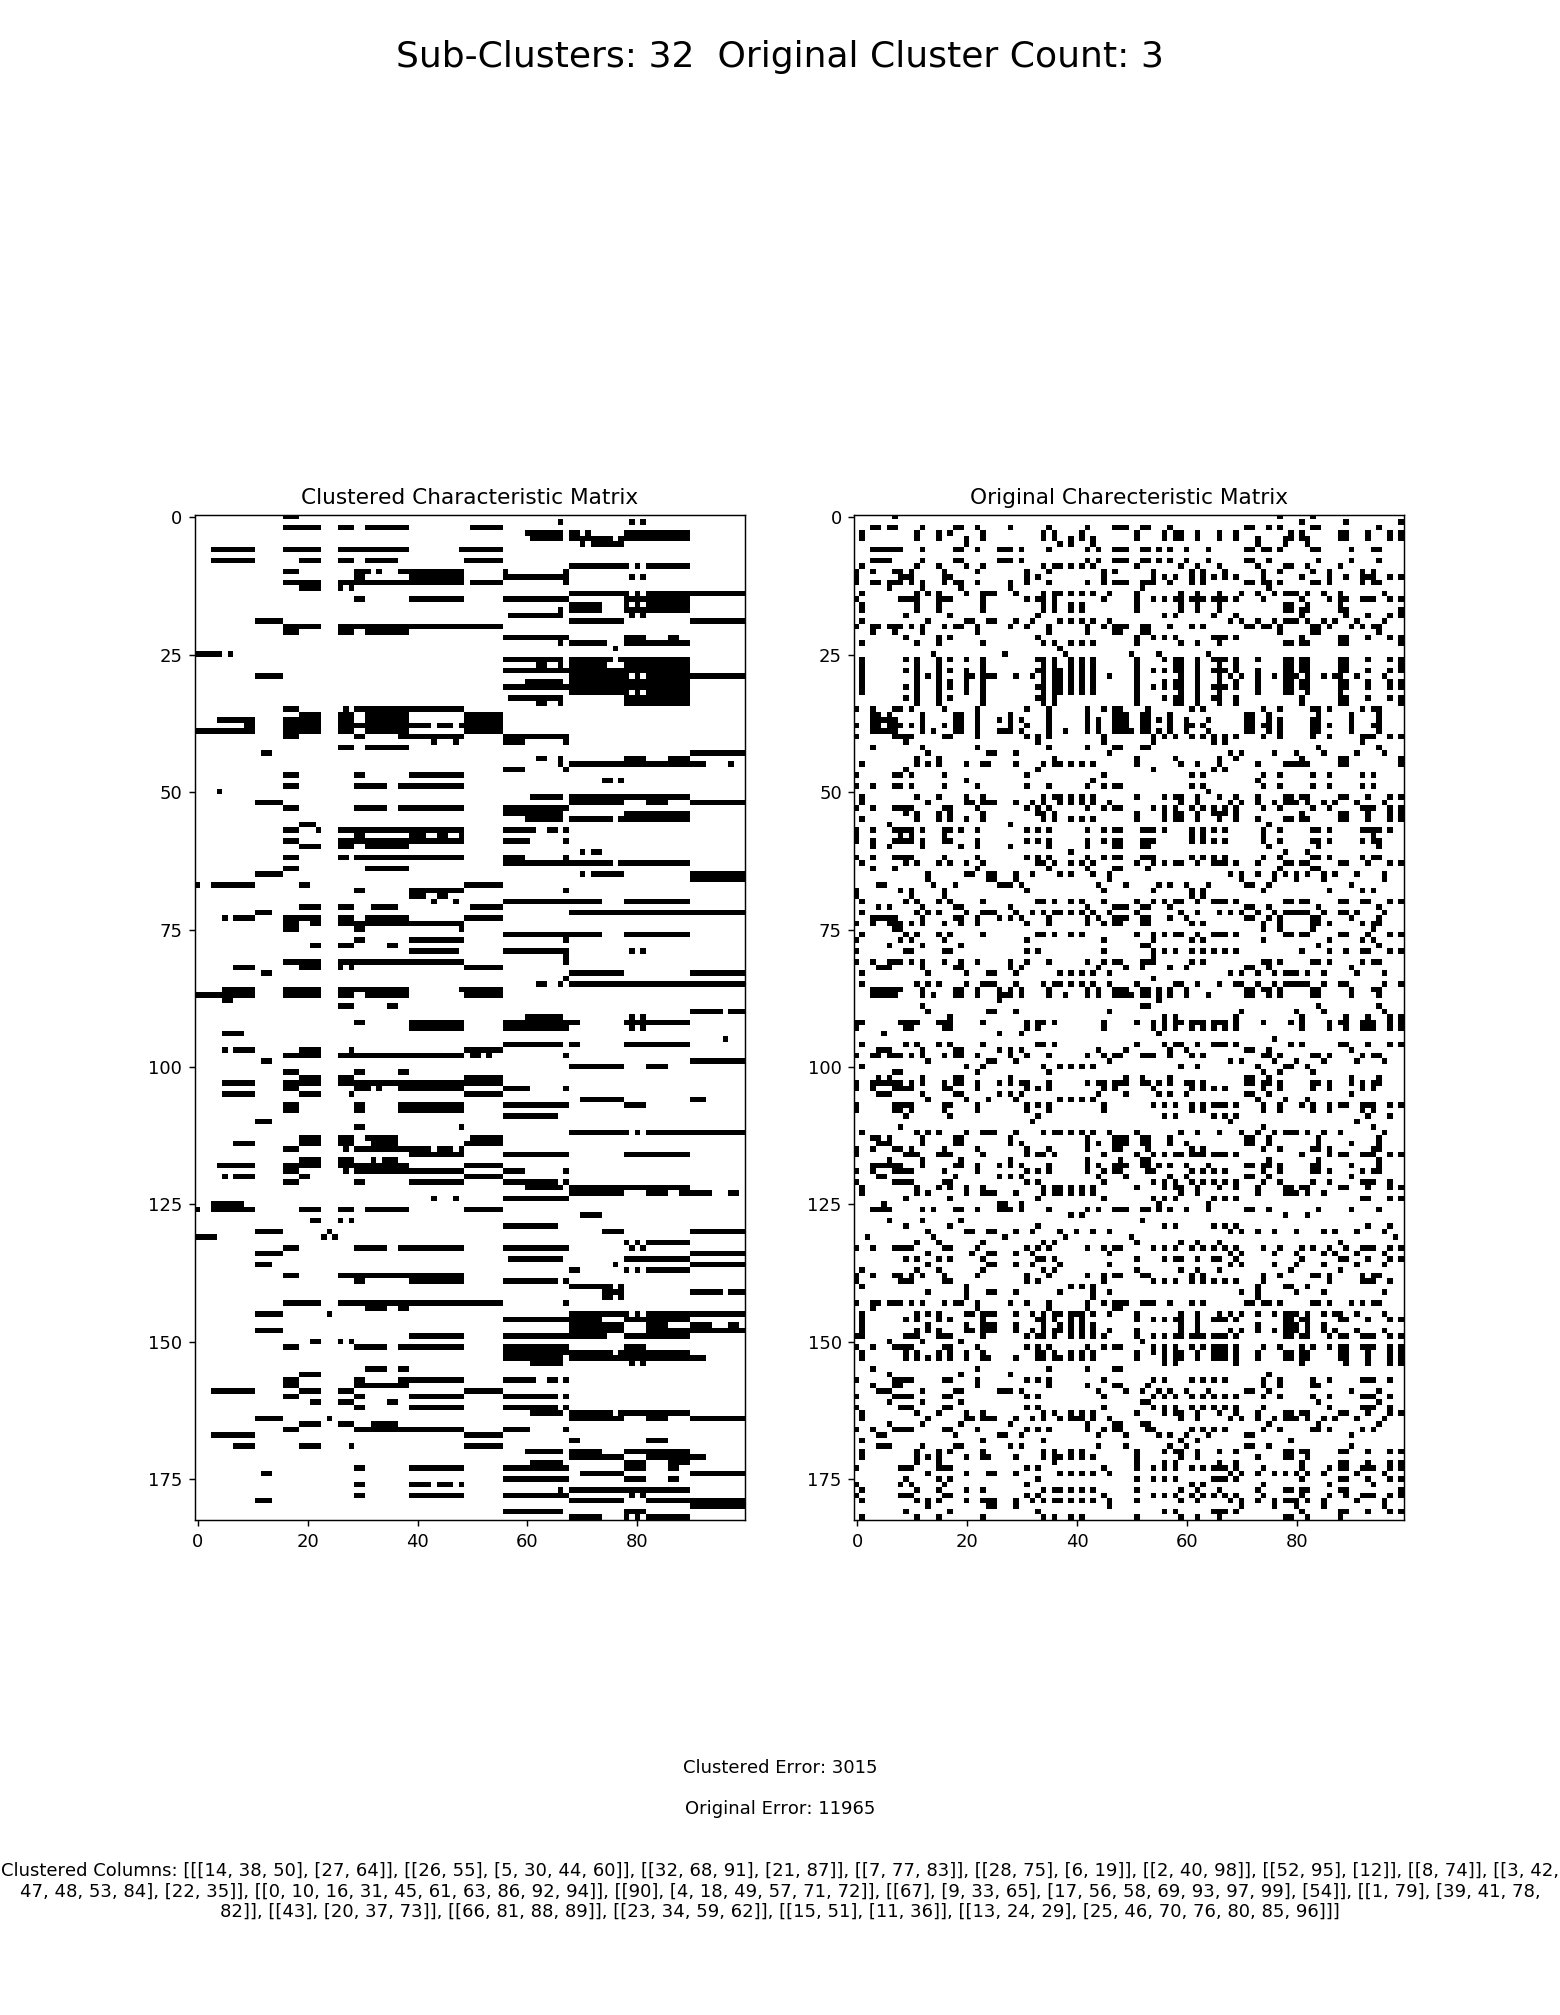 Sub-Clusters: 32  Original Cluster Count: 3
Clustered Characteristic Matrix
0
25
50
75
100
125
150
175
0 20 40 60 80
Original Charecteristic Matrix
0
25
50
75
100
125
150
175
0 20 40 60 80
Clustered Error: 3015
Original Error: 11965
Clustered Columns: [[[14, 38, 50], [27, 64]], [[26, 55], [5, 30, 44, 60]], [[32, 68, 91], [21, 87]], [[7, 77, 83]], [[28, 75], [6, 19]], [[2, 40, 98]], [[52, 95], [12]], [[8, 74]], [[3, 42,
47, 48, 53, 84], [22, 35]], [[0, 10, 16, 31, 45, 61, 63, 86, 92, 94]], [[90], [4, 18, 49, 57, 71, 72]], [[67], [9, 33, 65], [17, 56, 58, 69, 93, 97, 99], [54]], [[1, 79], [39, 41, 78,
82]], [[43], [20, 37, 73]], [[66, 81, 88, 89]], [[23, 34, 59, 62]], [[15, 51], [11, 36]], [[13, 24, 29], [25, 46, 70, 76, 80, 85, 96]]]